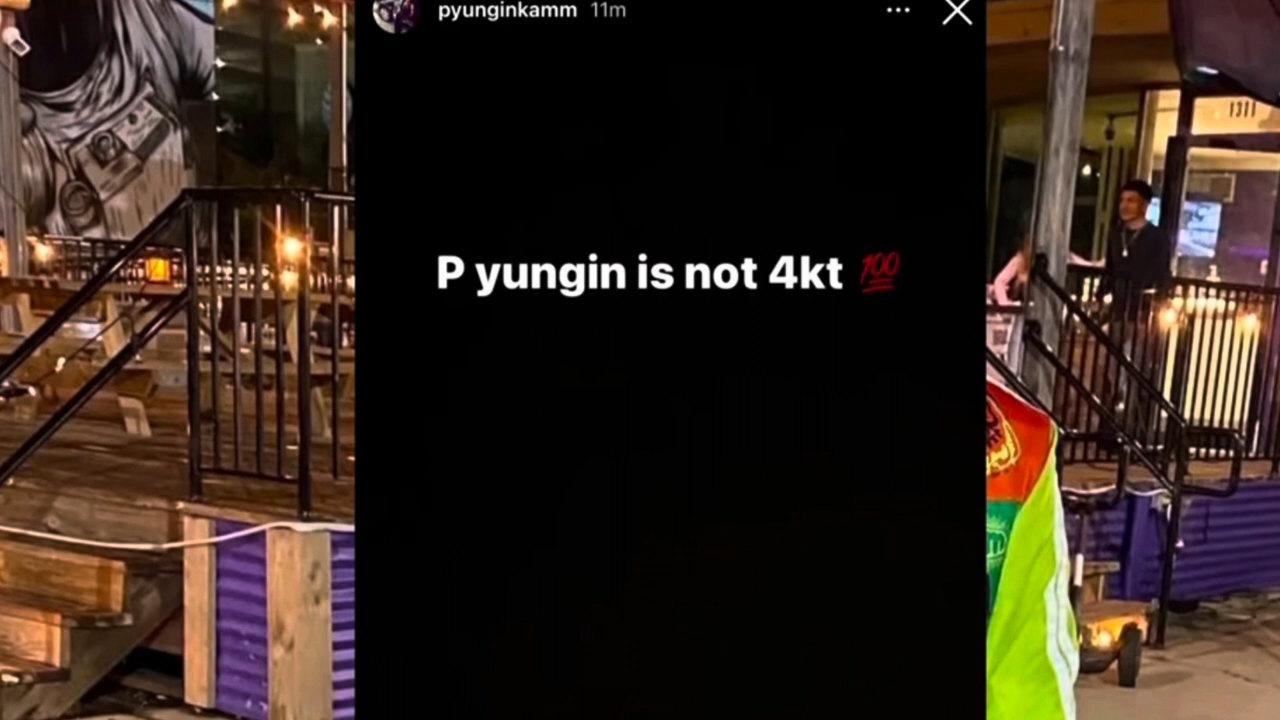 pyunginkamm 11m
P yungin is not 4kt 💯
1311